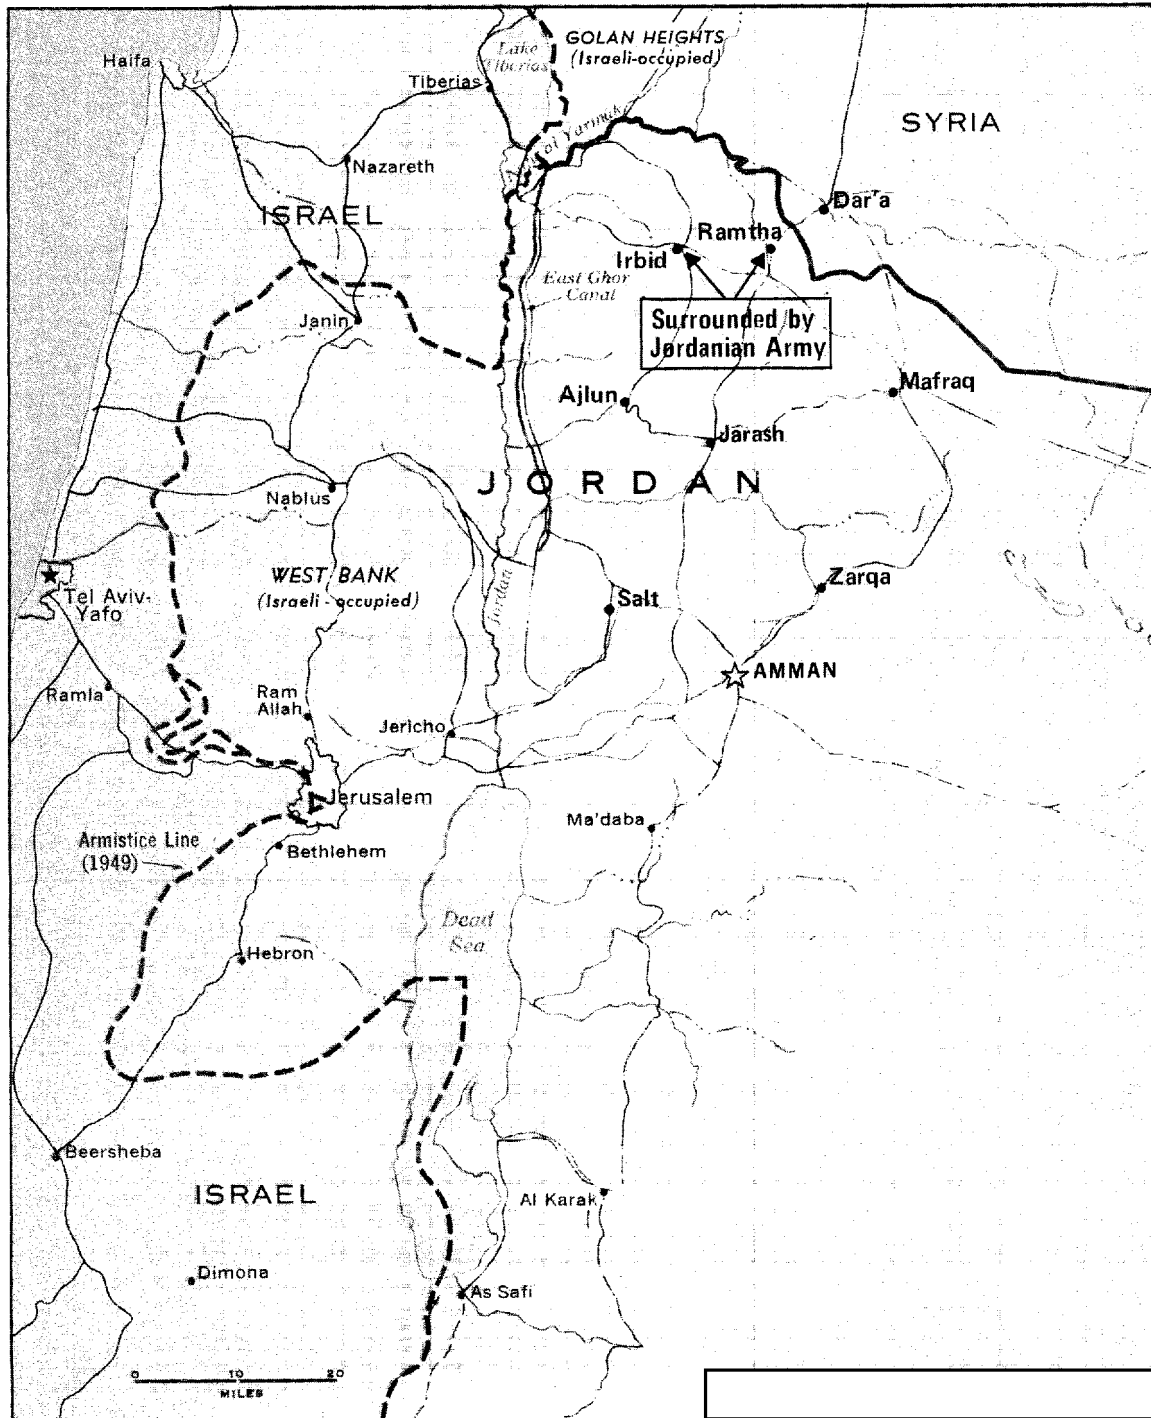 GOLAN HEIGHTS
(Israeli-occupied)
Haifa
Lake
Tiberias
Tiberias
SYRIA
Yarmuk
Nazareth
Dar'a
ISRAEL
Ramtha
Irbid
East Ghor
Canal
Surrounded by
Jordanian Army
Janin
Mafraq
Ajlun
Jarash
JORDAN
Nablus
WEST BANK
(Israeli-occupied)
Zarqa
Tel Aviv-
Yafo
Jordan
Salt
AMMAN
Ramla
Ram
Allah
Jericho
Jerusalem
Ma'daba
Armistice Line
(1949)
Bethlehem
Dead
Sea
Hebron
Beersheba
ISRAEL
Al Karak
Dimona
As Safi
0 10 20
MILES